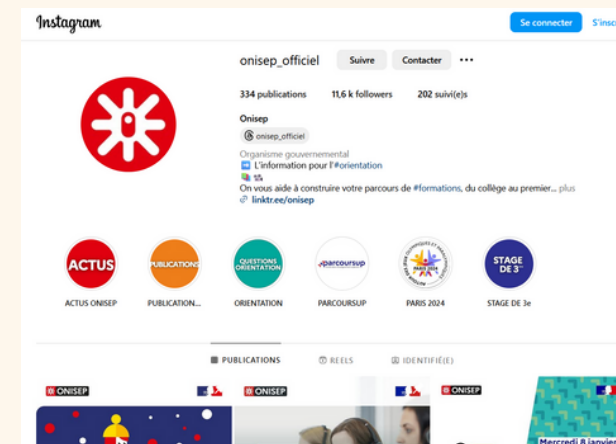 Instagram
Se connecter
S'insc
onisep_officiel Suivre Contacter
334 publications 11,6 k followers 202 suivi(e)s
Onisep
onisep_officiel
Organisme gouvernemental
L'information pour l'#orientation
On vous aide à construire votre parcours de #formations, du collège au premier... plus
linktr.ee/onisep
ACTUS
PUBLICATIONS
QUESTIONS
ORIENTATION
parcoursup
PARIS 2024
STAGE
DE 3e
ACTUS ONISEP PUBLICATION... ORIENTATION PARCOURSUP PARIS 2024 STAGE DE 3e
PUBLICATIONS REELS IDENTIFIÉ(E)
ONISEP
ONISEP
ONISEP
Mercredi 8 janvier